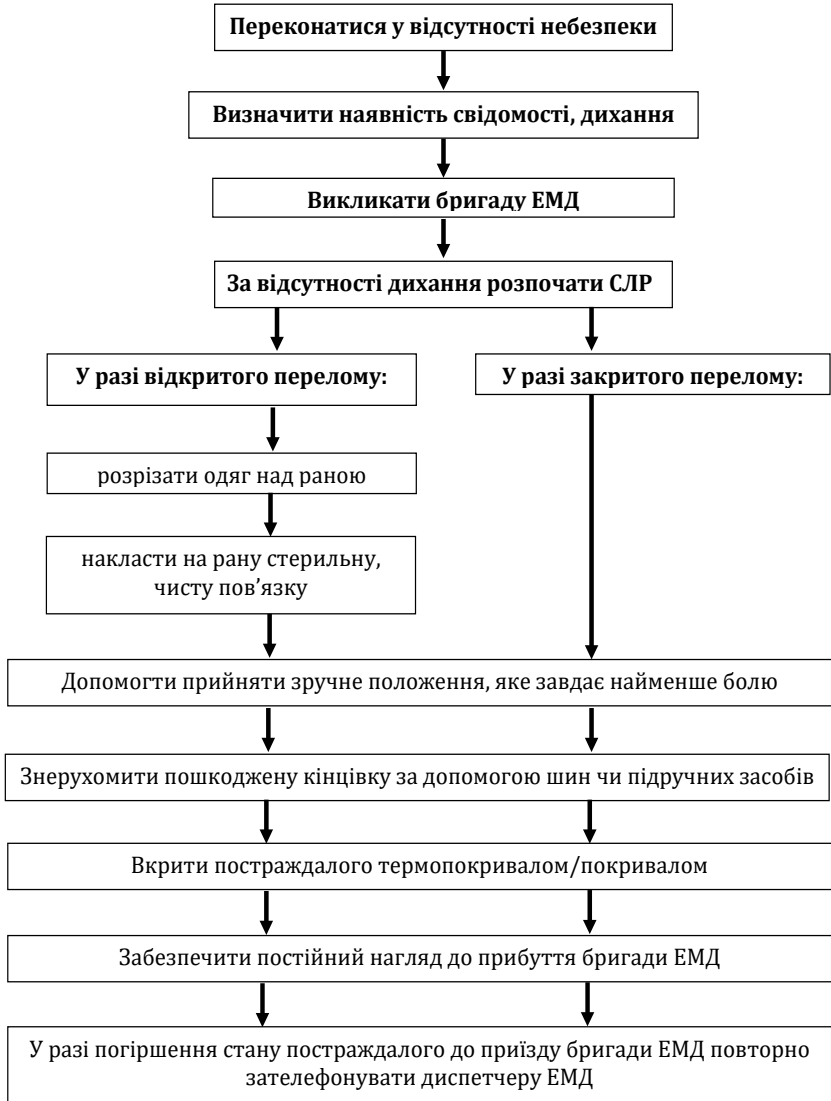 Переконатися у відсутності небезпеки
Визначити наявність свідомості, дихання
Викликати бригаду ЕМД
За відсутності дихання розпочати СЛР
У разі відкритого перелому:
У разі закритого перелому:
розрізати одяг над раною
накласти на рану стерильну,
чисту пов’язку
Допомогти прийняти зручне положення, яке завдає найменше болю
Знерухомити пошкоджену кінцівку за допомогою шин чи підручних засобів
Вкрити постраждалого термопокривалом/покривалом
Забезпечити постійний нагляд до прибуття бригади ЕМД
У разі погіршення стану постраждалого до приїзду бригади ЕМД повторно
зателефонувати диспетчеру ЕМД